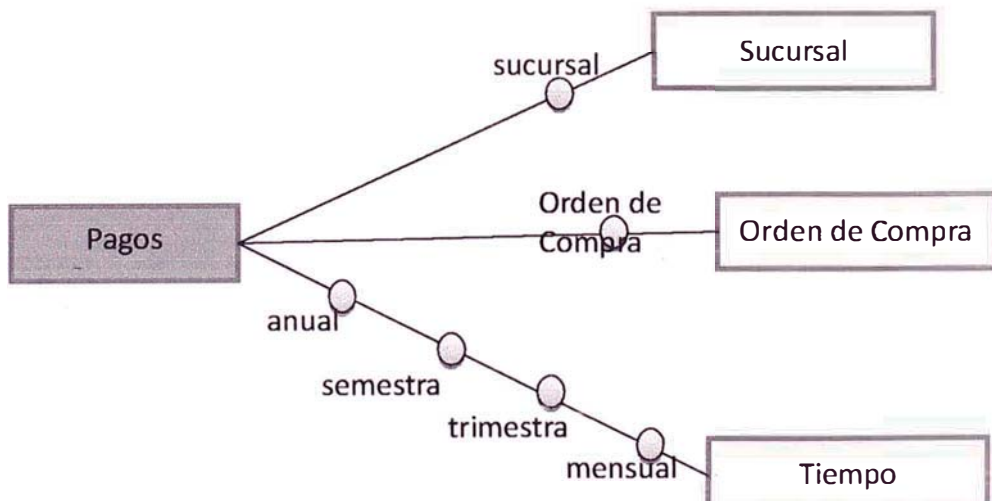 sucursal
Sucursal
Pagos
Orden de
Compra
Orden de Compra
anual
semestra
trimestra
mensual
Tiempo